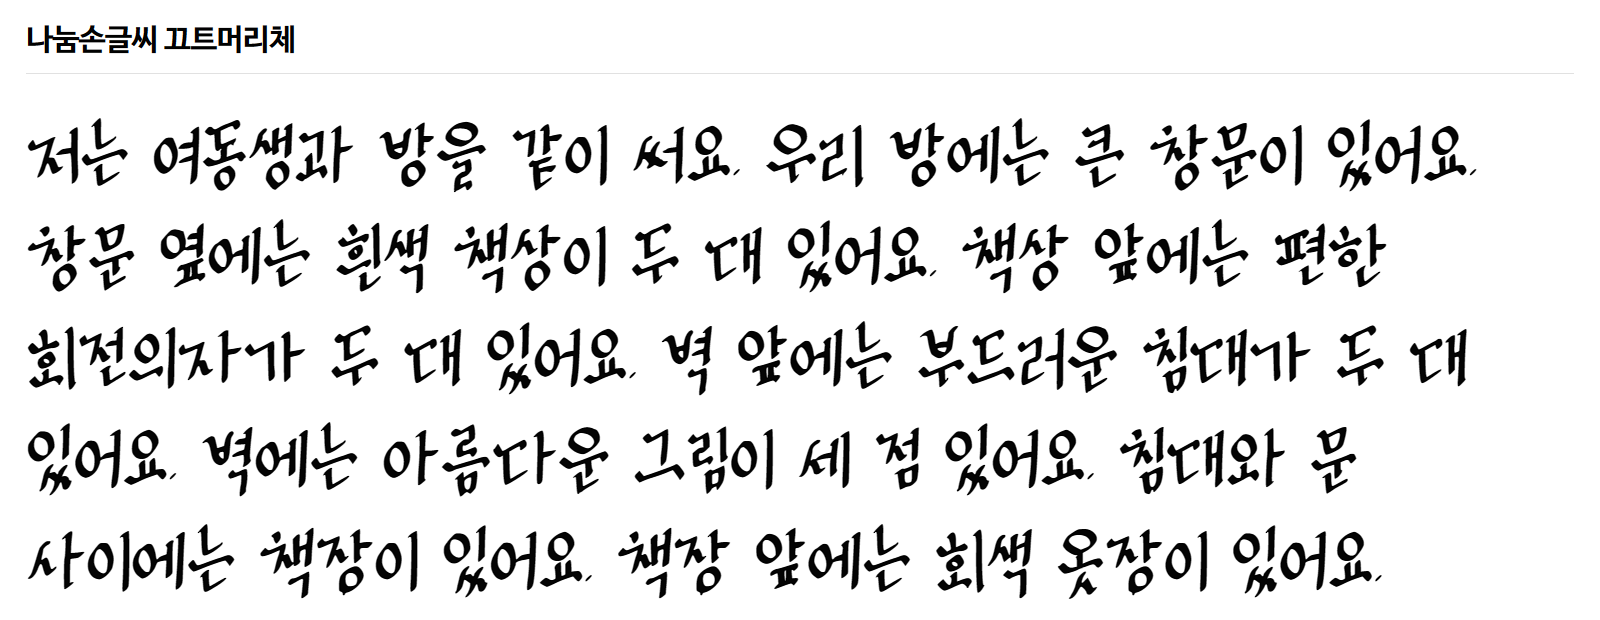 나눔손글씨 끄트머리체
저는 여동생과 방을 같이 써요. 우리 방에는 큰 창문이 있어요.
창문 옆에는 흰색 책상이 두 대 있어요. 책상 앞에는 편한
회전의자가 두 대 있어요. 벽 앞에는 부드러운 침대가 두 대
있어요. 벽에는 아름다운 그림이 세 점 있어요. 침대와 문
사이에는 책장이 있어요. 책장 앞에는 회색 옷장이 있어요.